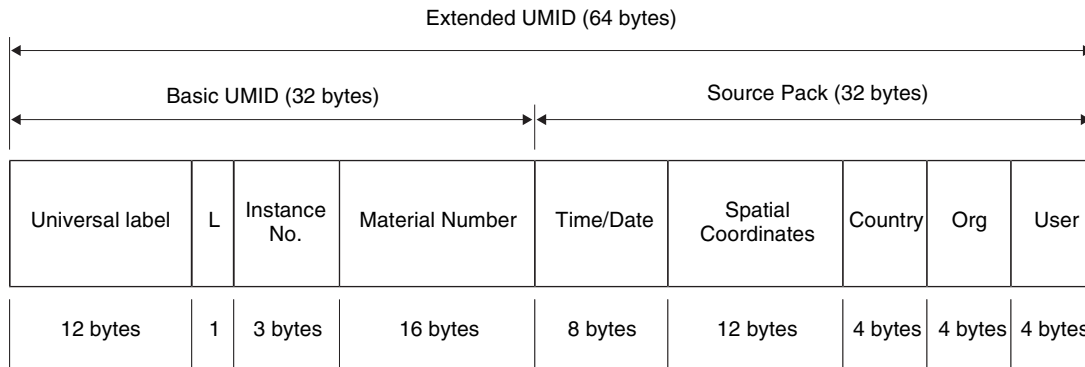 Extended UMID (64 bytes)
Basic UMID (32 bytes)
Source Pack (32 bytes)
Universal label
L
Instance
No.
Material Number
Time/Date
Spatial
Coordinates
Country
Org
User
12 bytes
1
3 bytes
16 bytes
8 bytes
12 bytes
4 bytes
4 bytes
4 bytes